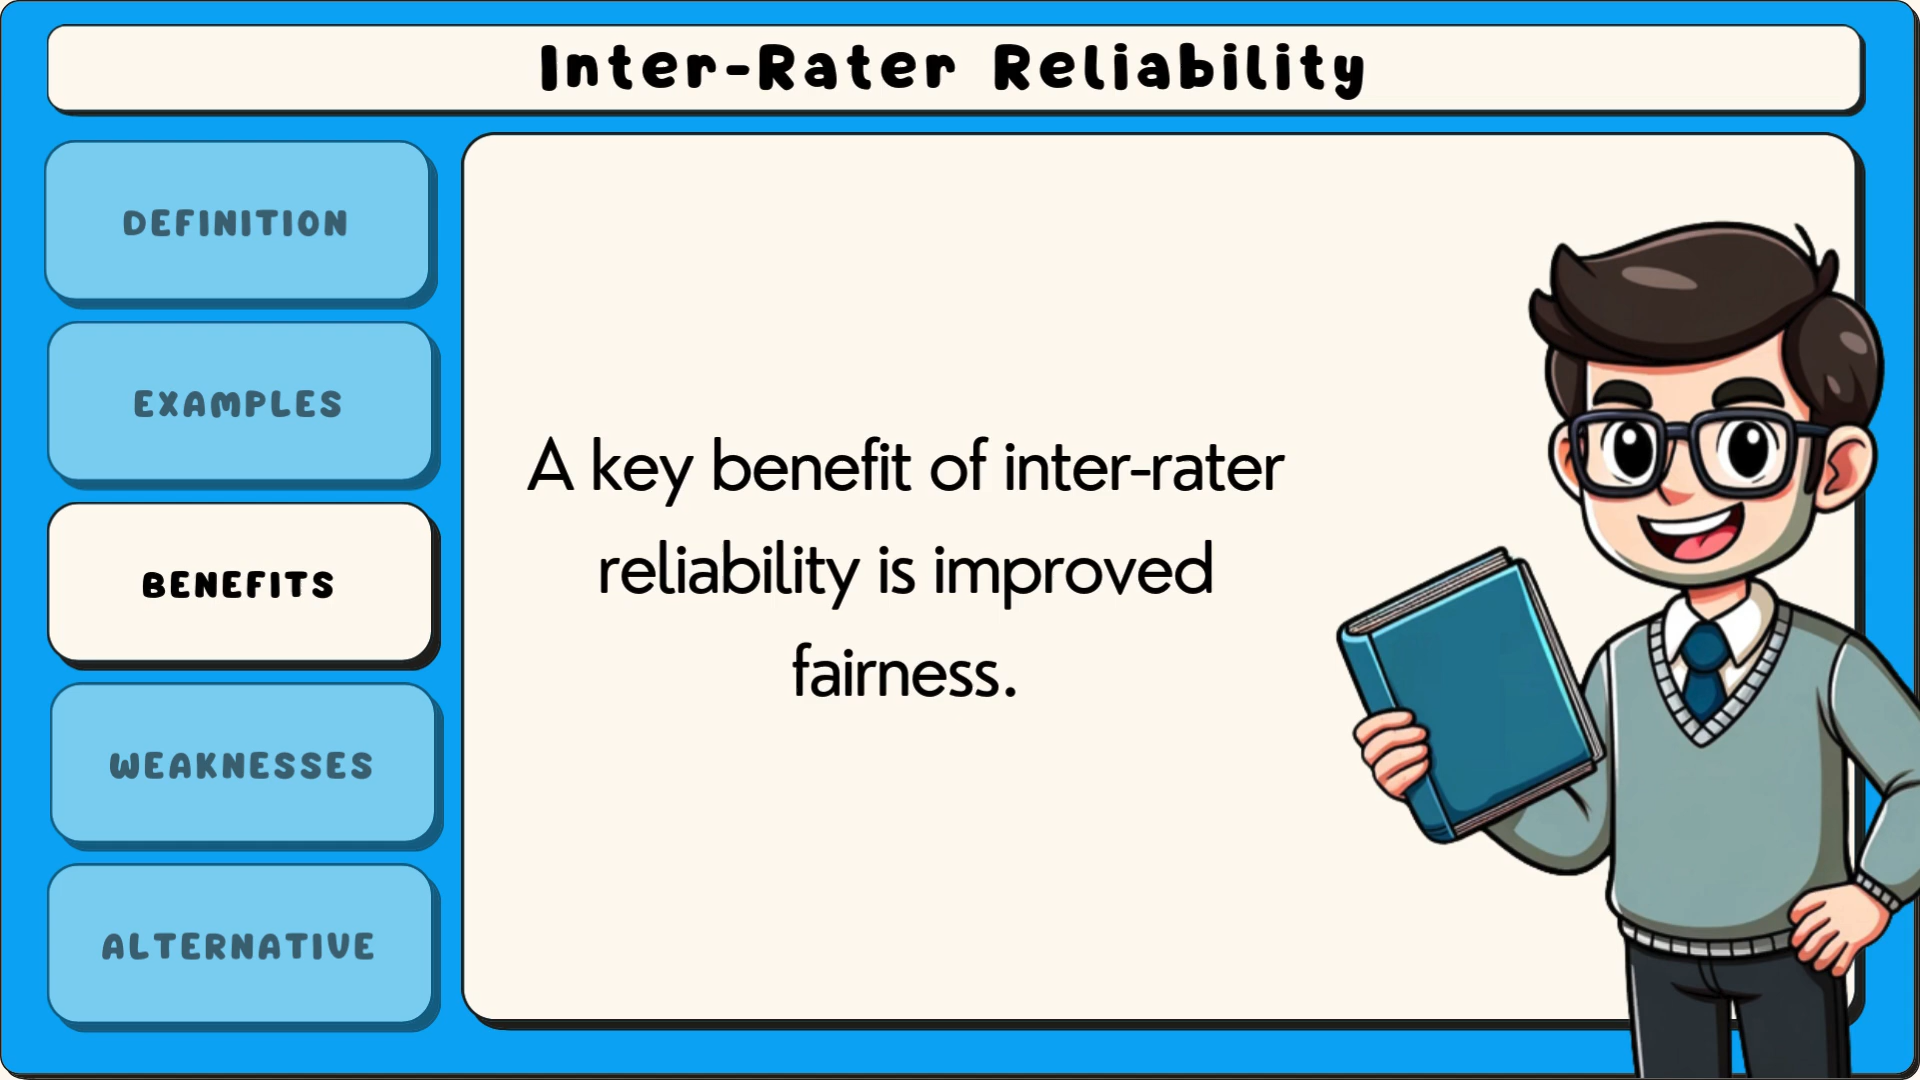 Inter-Rater Reliability
DEFINITION
EXAMPLES
BENEFITS
WEAKNESSES
ALTERNATIVE
A key benefit of inter-rater
reliability is improved
fairness.